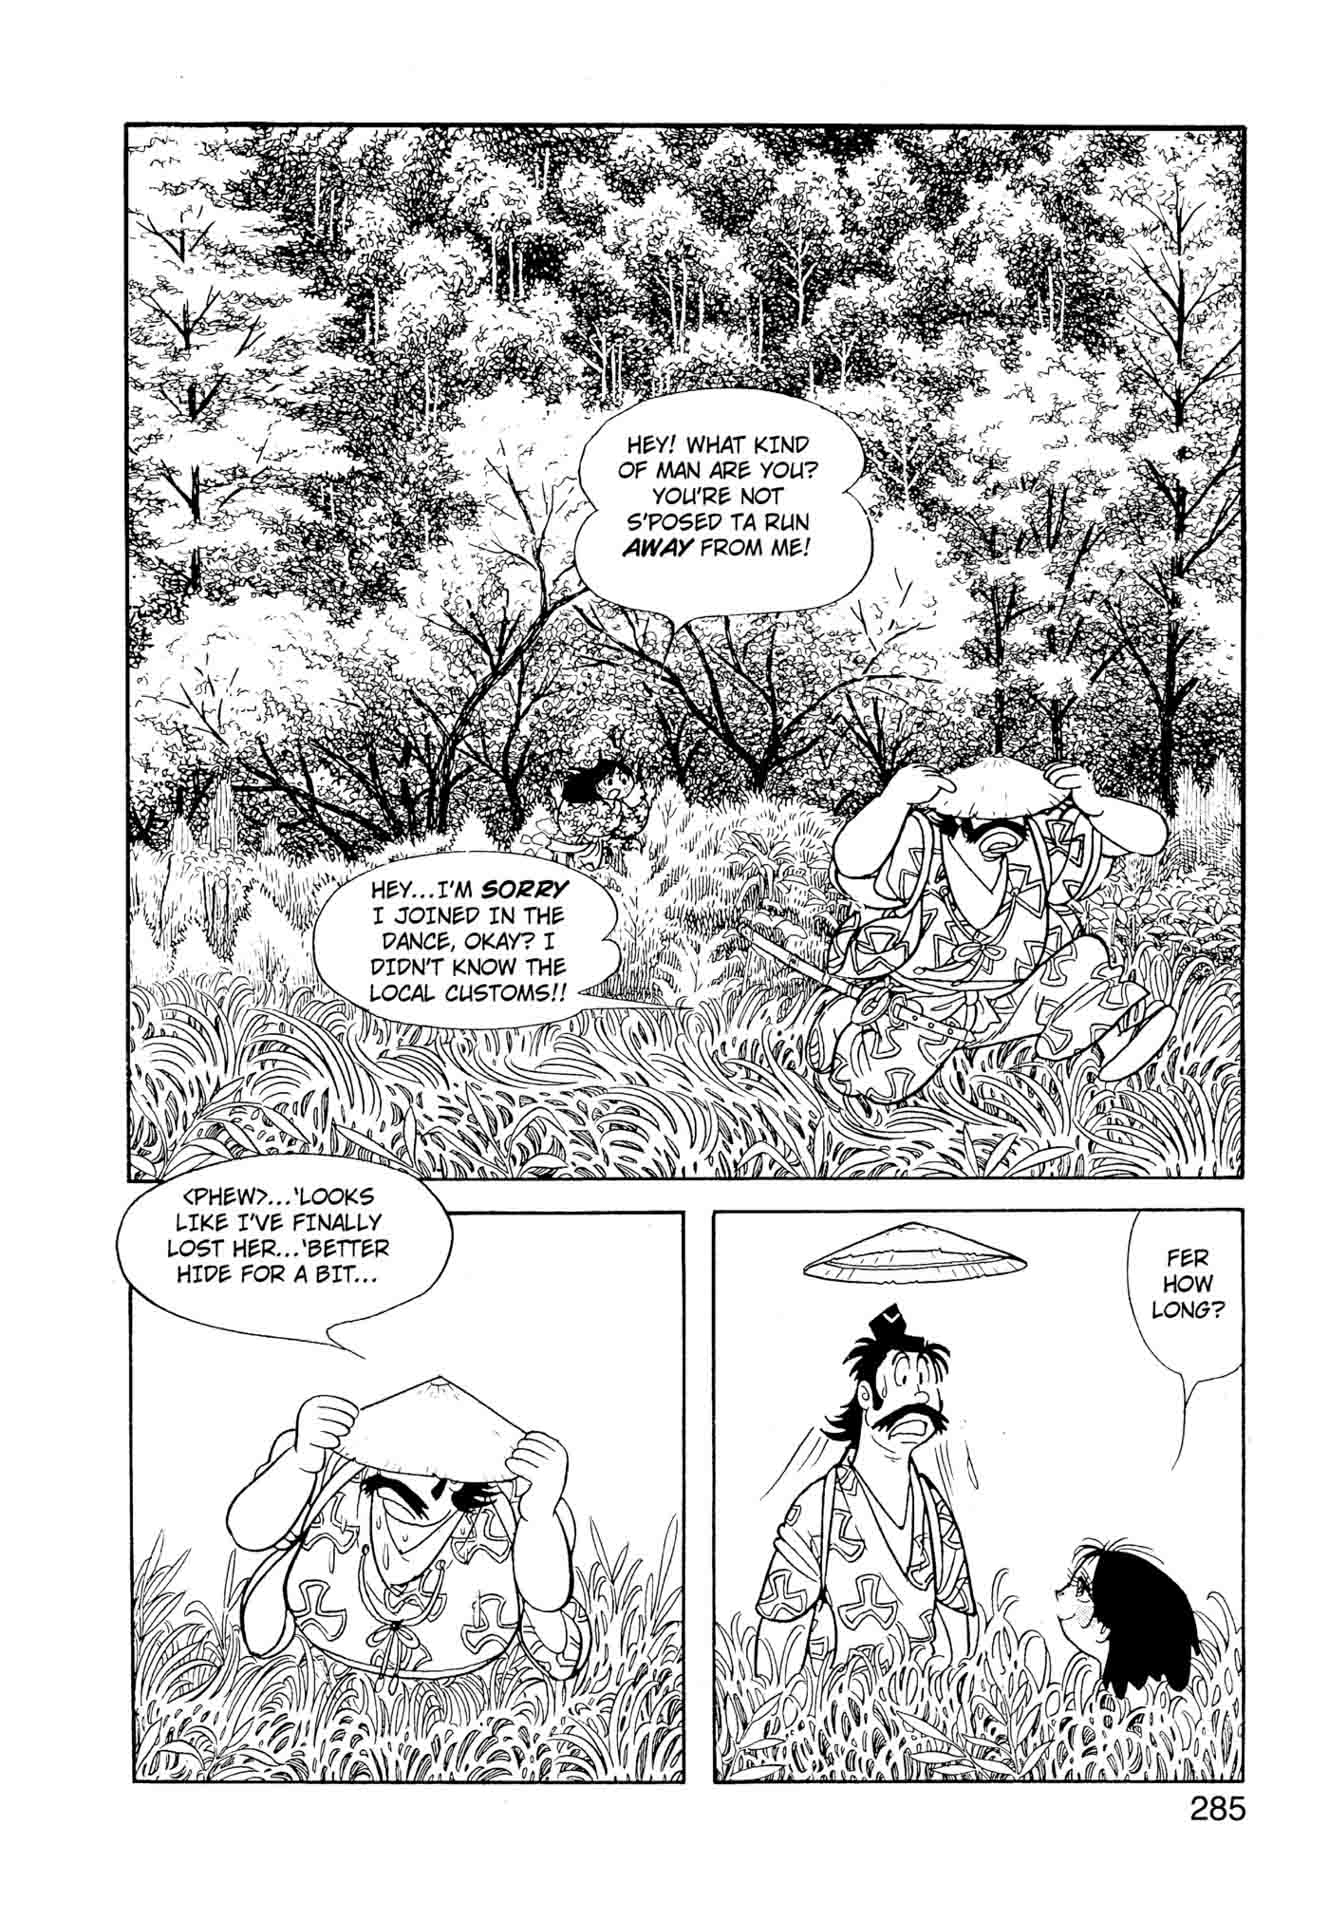 HEY! WHAT KIND
OF MAN ARE YOU?
YOU'RE NOT
S'POSED TA RUN
AWAY FROM ME!
HEY...I'M SORRY
I JOINED IN THE
DANCE, OKAY? I
DIDN'T KNOW THE
LOCAL CUSTOMS!!
<PHEW>...'LOOKS
LIKE I'VE FINALLY
LOST HER...'BETTER
HIDE FOR A BIT...
FER
HOW
LONG?
285